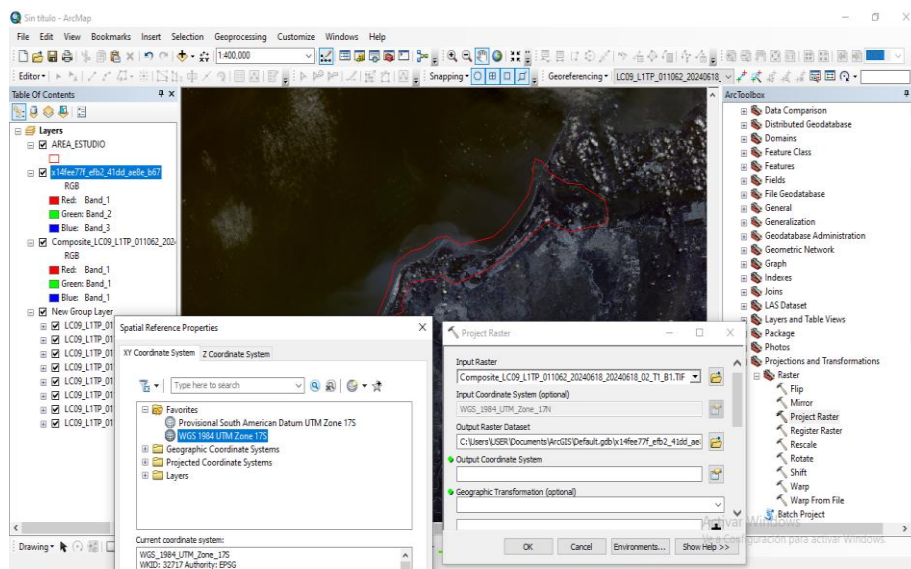 Sin título - ArcMap
File Edit View Bookmarks Insert Selection Geoprocessing Customize Windows Help
1:400,000
Editor
Snapping
Georeferencing
LC09_L1TP_011062_20240618_
Table Of Contents
Layers
AREA_ESTUDIO
x14fee77f_efb2_41dd_ae8e_b67
RGB
Red: Band_1
Green: Band_2
Blue: Band_3
Composite_LC09_L1TP_011062_202
RGB
Red: Band_1
Green: Band_1
Blue: Band_1
New Group Layer
LC09_L1TP_01
LC09_L1TP_01
LC09_L1TP_01
LC09_L1TP_01
LC09_L1TP_01
LC09_L1TP_01
LC09_L1TP_01
Drawing
Spatial Reference Properties
XY Coordinate System Z Coordinate System
Type here to search
Favorites
Provisional South American Datum UTM Zone 17S
WGS 1984 UTM Zone 17S
Geographic Coordinate Systems
Projected Coordinate Systems
Layers
Current coordinate system:
WGS_1984_UTM_Zone_17S
WKID: 32717 Authority: EPSG
Project Raster
Input Raster
Composite_LC09_L1TP_011062_20240618_20240618_02_T1_B1.TIF
Input Coordinate System (optional)
WGS_1984_UTM_Zone_17N
Output Raster Dataset
C:\Users\USER\Documents\ArcGIS\Default.gdb\x14fee77f_efb2_41dd_ae
Output Coordinate System
Geographic Transformation (optional)
OK Cancel Environments... Show Help >>
ArcToolbox
Data Comparison
Distributed Geodatabase
Domains
Feature Class
Features
Fields
File Geodatabase
General
Generalization
Geodatabase Administration
Geometric Network
Graph
Indexes
Joins
LAS Dataset
Layers and Table Views
Package
Photos
Projections and Transformations
Raster
Flip
Mirror
Project Raster
Register Raster
Rescale
Rotate
Shift
Warp
Warp From File
Batch Project
Activar Windows
Ve a Configuración para activar Windows.